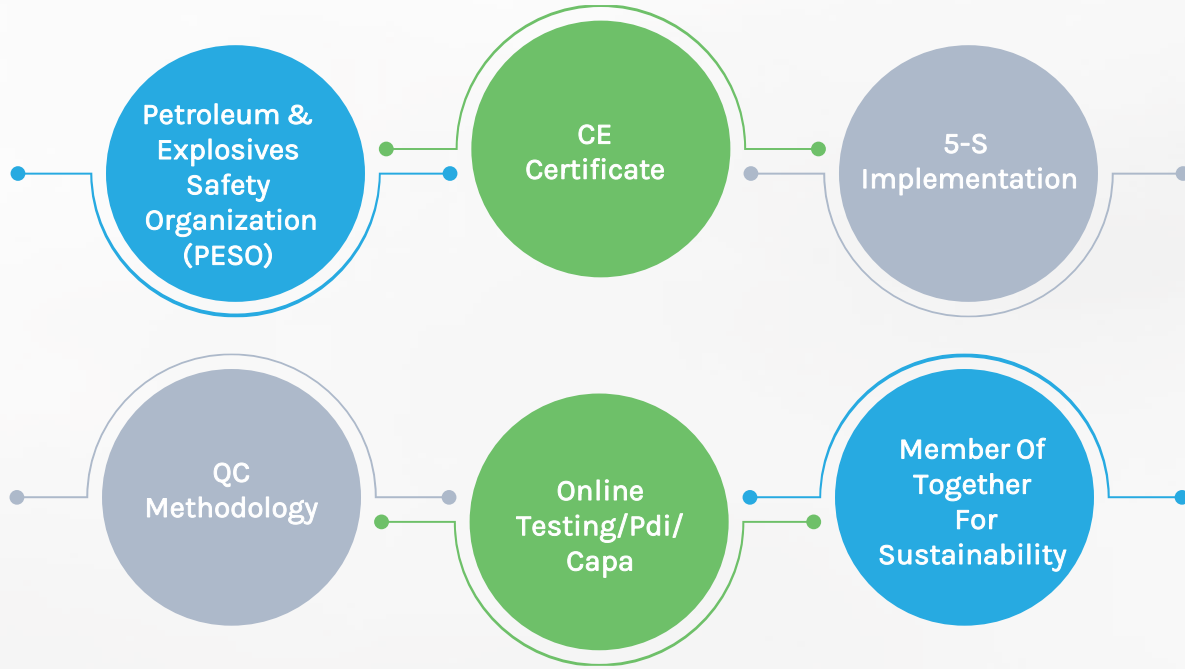 Petroleum &
Explosives
Safety
Organization
(PESO)
CE
Certificate
5-S
Implementation
QC
Methodology
Online
Testing/Pdi/
Capa
Member Of
Together
For
Sustainability